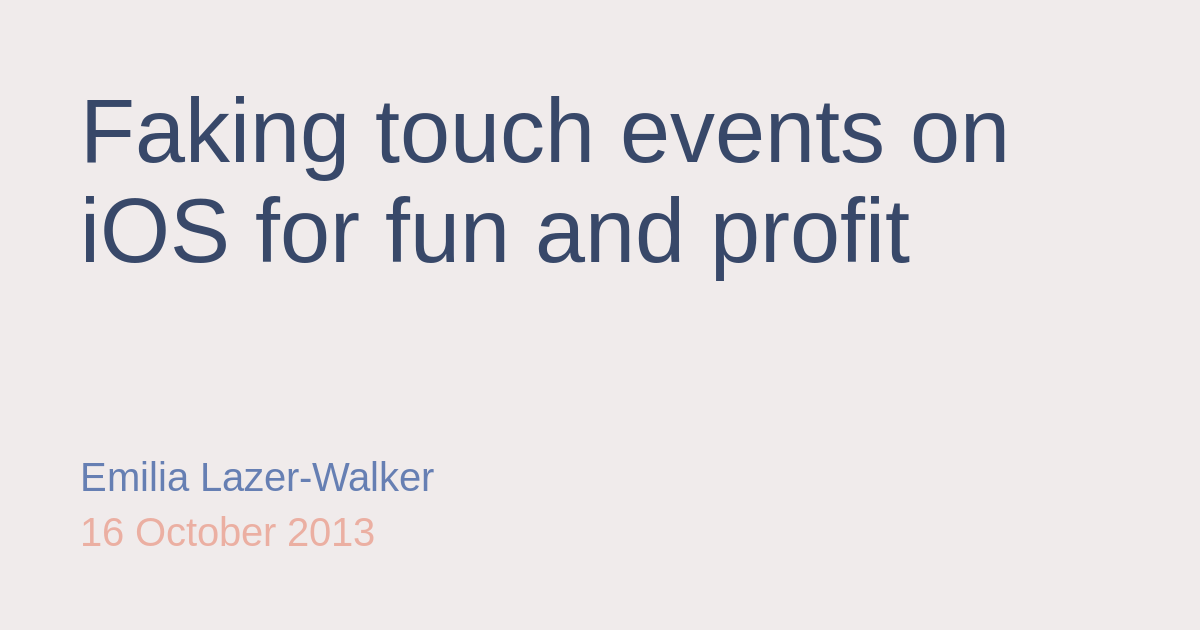 Faking touch events on
iOS for fun and profit
Emilia Lazer-Walker
16 October 2013